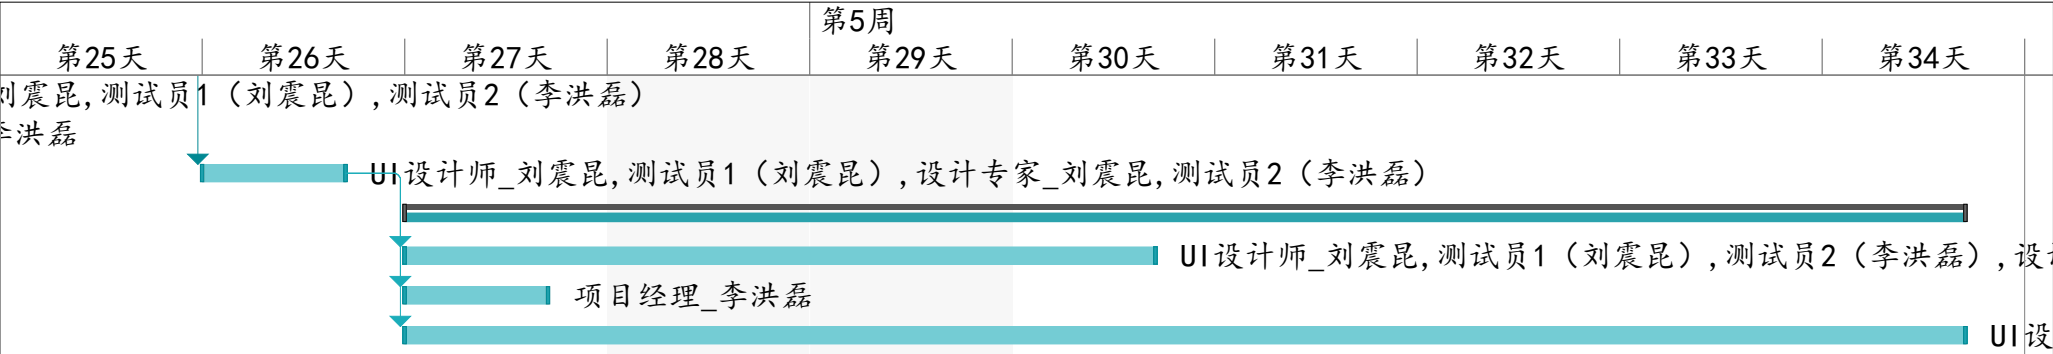 第5周
第25天 第26天 第27天 第28天 第29天 第30天 第31天 第32天 第33天 第34天
刘震昆,测试员1（刘震昆）,测试员2（李洪磊）
李洪磊
UI设计师_刘震昆,测试员1（刘震昆）,设计专家_刘震昆,测试员2（李洪磊）
UI设计师_刘震昆,测试员1（刘震昆）,测试员2（李洪磊）,设
项目经理_李洪磊
UI设